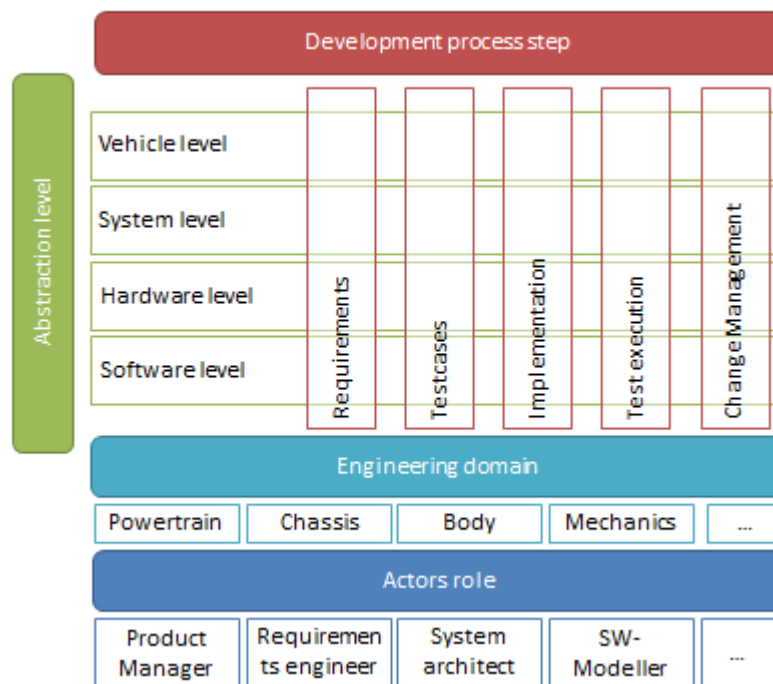 Development process step
Abstraction level
Vehicle level
System level
Hardware level
Software level
Requirements
Testcases
Implementation
Test execution
Change Management
Engineering domain
Powertrain
Chassis
Body
Mechanics
...
Actors role
Product
Manager
Requiremen
ts engineer
System
architect
SW-
Modeller
...